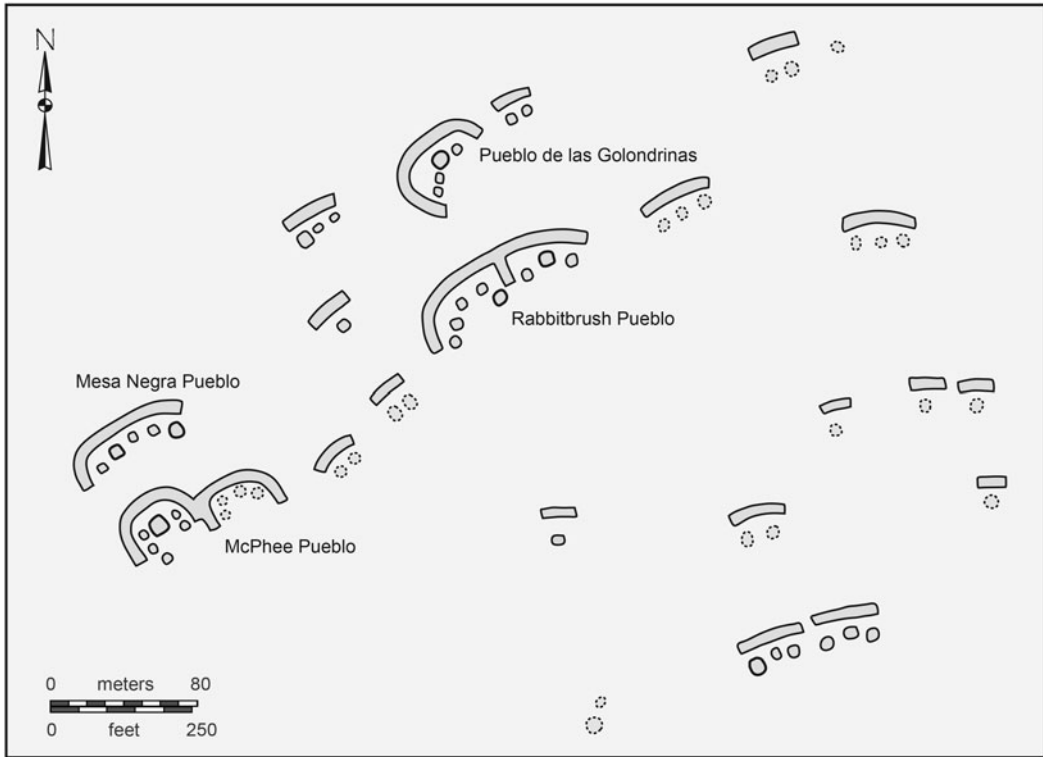 N
Pueblo de las Golondrinas
Rabbitbrush Pueblo
Mesa Negra Pueblo
McPhee Pueblo
0 meters 80
0 feet 250